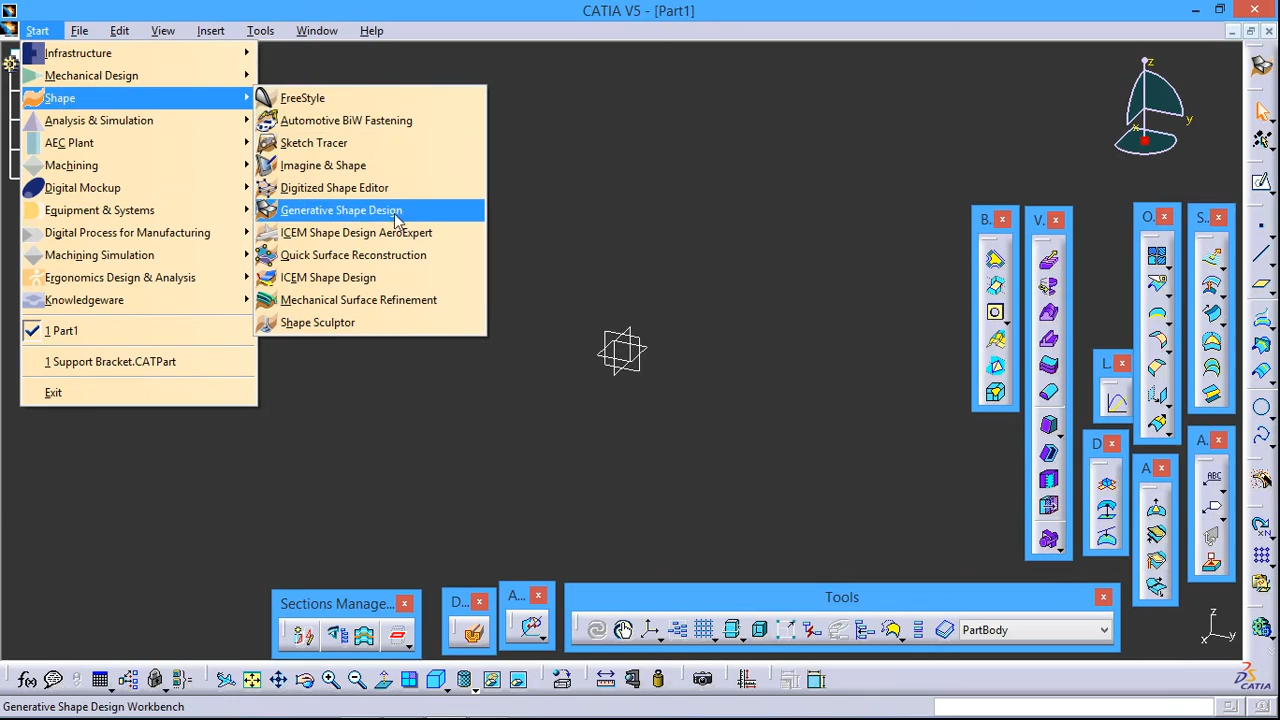 CATIA V5 - [Part1]
Start File Edit View Insert Tools Window Help
Infrastructure
Mechanical Design
Shape
Analysis & Simulation
AEC Plant
Machining
Digital Mockup
Equipment & Systems
Digital Process for Manufacturing
Machining Simulation
Ergonomics Design & Analysis
Knowledgeware
1 Part1
1 Support Bracket.CATPart
Exit
FreeStyle
Automotive BiW Fastening
Sketch Tracer
Imagine & Shape
Digitized Shape Editor
Generative Shape Design
ICEM Shape Design AeroExpert
Quick Surface Reconstruction
ICEM Shape Design
Mechanical Surface Refinement
Shape Sculptor
z
y
x
B. V. O. S.
L.
D A A.
ABC
Sections Manage... D... A... Tools
PartBody
z
y
x
f(x)
CATIA
Generative Shape Design Workbench